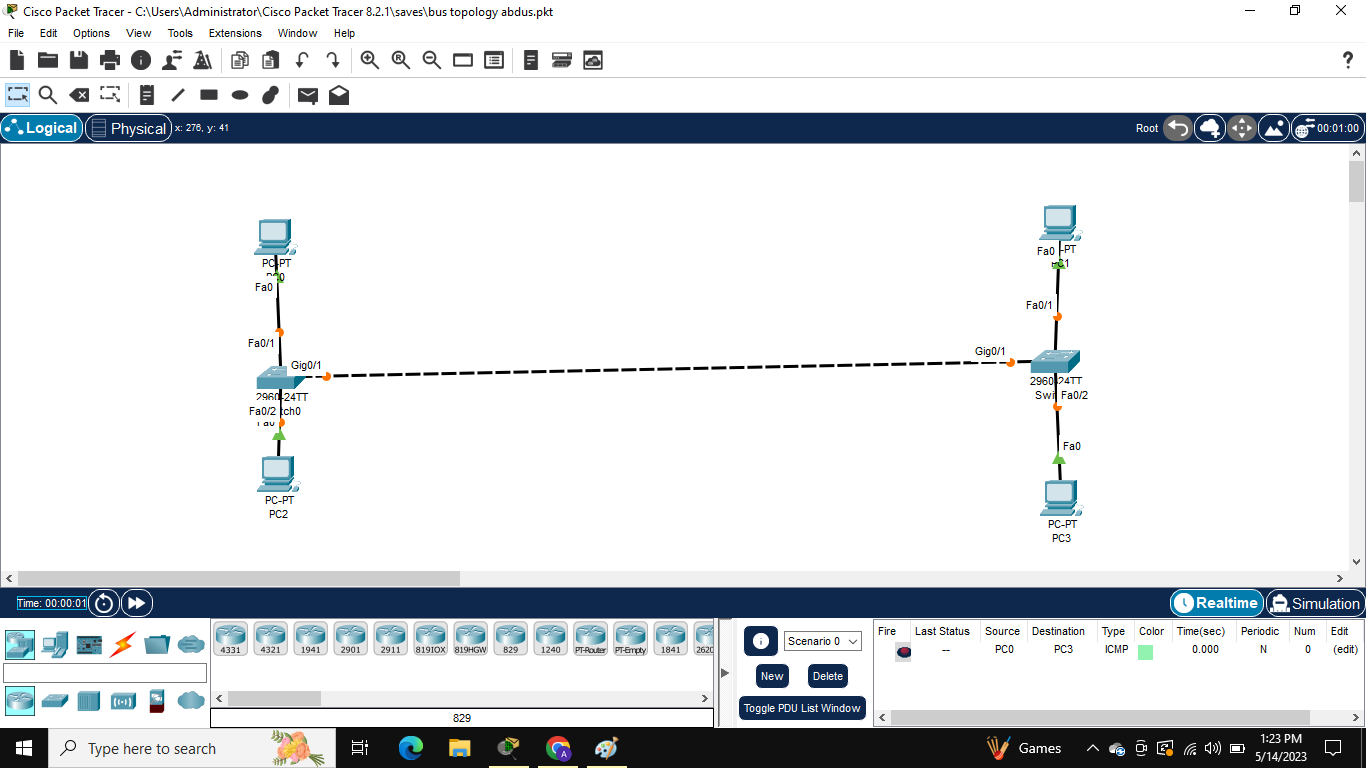 Cisco Packet Tracer - C:\Users\Administrator\Cisco Packet Tracer 8.2.1\saves\bus topology abdus.pkt
File Edit Options View Tools Extensions Window Help
?
Logical Physical x: 276, y: 41 Root 00:01:00
PC-PT
Fa0
Fa0/1
Gig0/1
2960-24TT
Fa0/2 tch0
Fa0
PC-PT
PC2
Fa0 -PT
Fa0/1
Gig0/1
2960-24TT
Swi Fa0/2
Fa0
PC-PT
PC3
Time: 00:00:01 Realtime Simulation
4331 4321 1941 2901 2911 819IOX 819HGW 829 1240 PT-Router PT-Empty 1841 2620
829
Scenario 0
New Delete
Toggle PDU List Window
Fire Last Status Source Destination Type Color Time(sec) Periodic Num Edit
-- PC0 PC3 ICMP 0.000 N 0 (edit)
Type here to search
A
Games
1:23 PM
5/14/2023